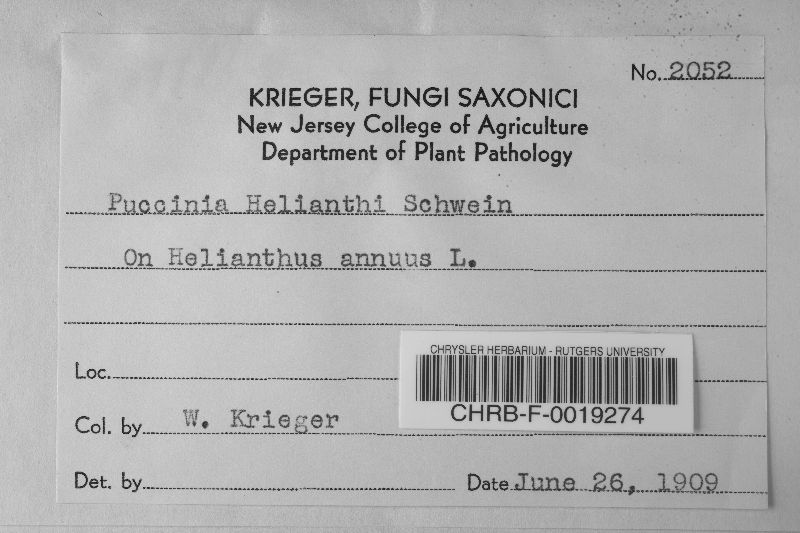 No. 2052
KRIEGER, FUNGI SAXONICI
New Jersey College of Agriculture
Department of Plant Pathology
Puccinia Helianthi Schwein
On Helianthus annuus L.
Loc.
CHRYSLER HERBARIUM - RUTGERS UNIVERSITY
CHRB-F-0019274
Col. by W. Krieger
Det. by
Date June 26, 1909